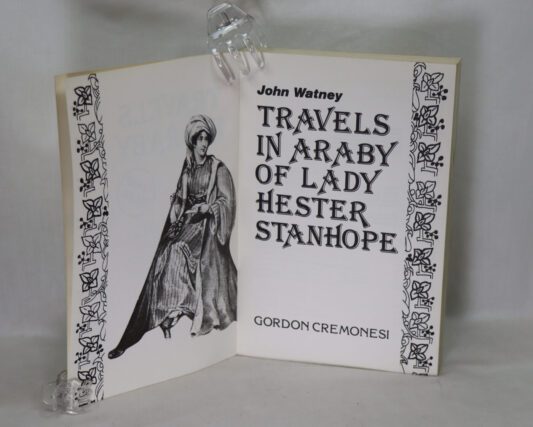 John Watney
TRAVELS
IN ARABY
OF LADY
HESTER
STANHOPE
GORDON CREMONESI